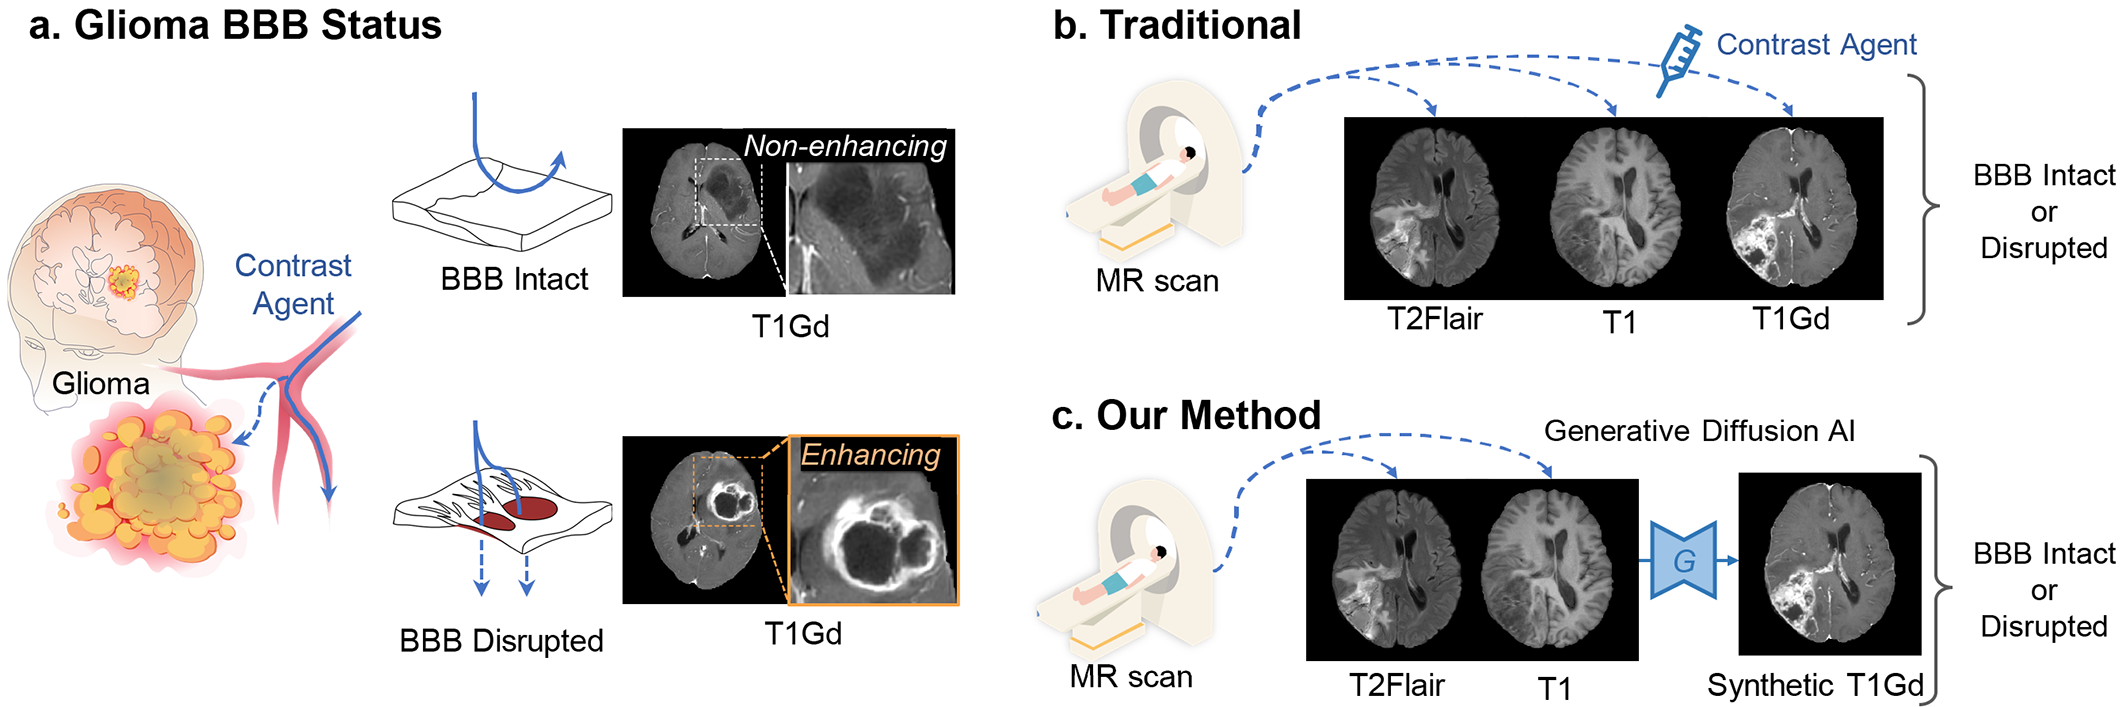 a. Glioma BBB Status
Contrast
Agent
Glioma
BBB Intact
Non-enhancing
T1Gd
BBB Disrupted
Enhancing
T1Gd
b. Traditional
Contrast Agent
MR scan
T2Flair
T1
T1Gd
BBB Intact
or
Disrupted
c. Our Method
Generative Diffusion AI
MR scan
T2Flair
T1
G
Synthetic T1Gd
BBB Intact
or
Disrupted